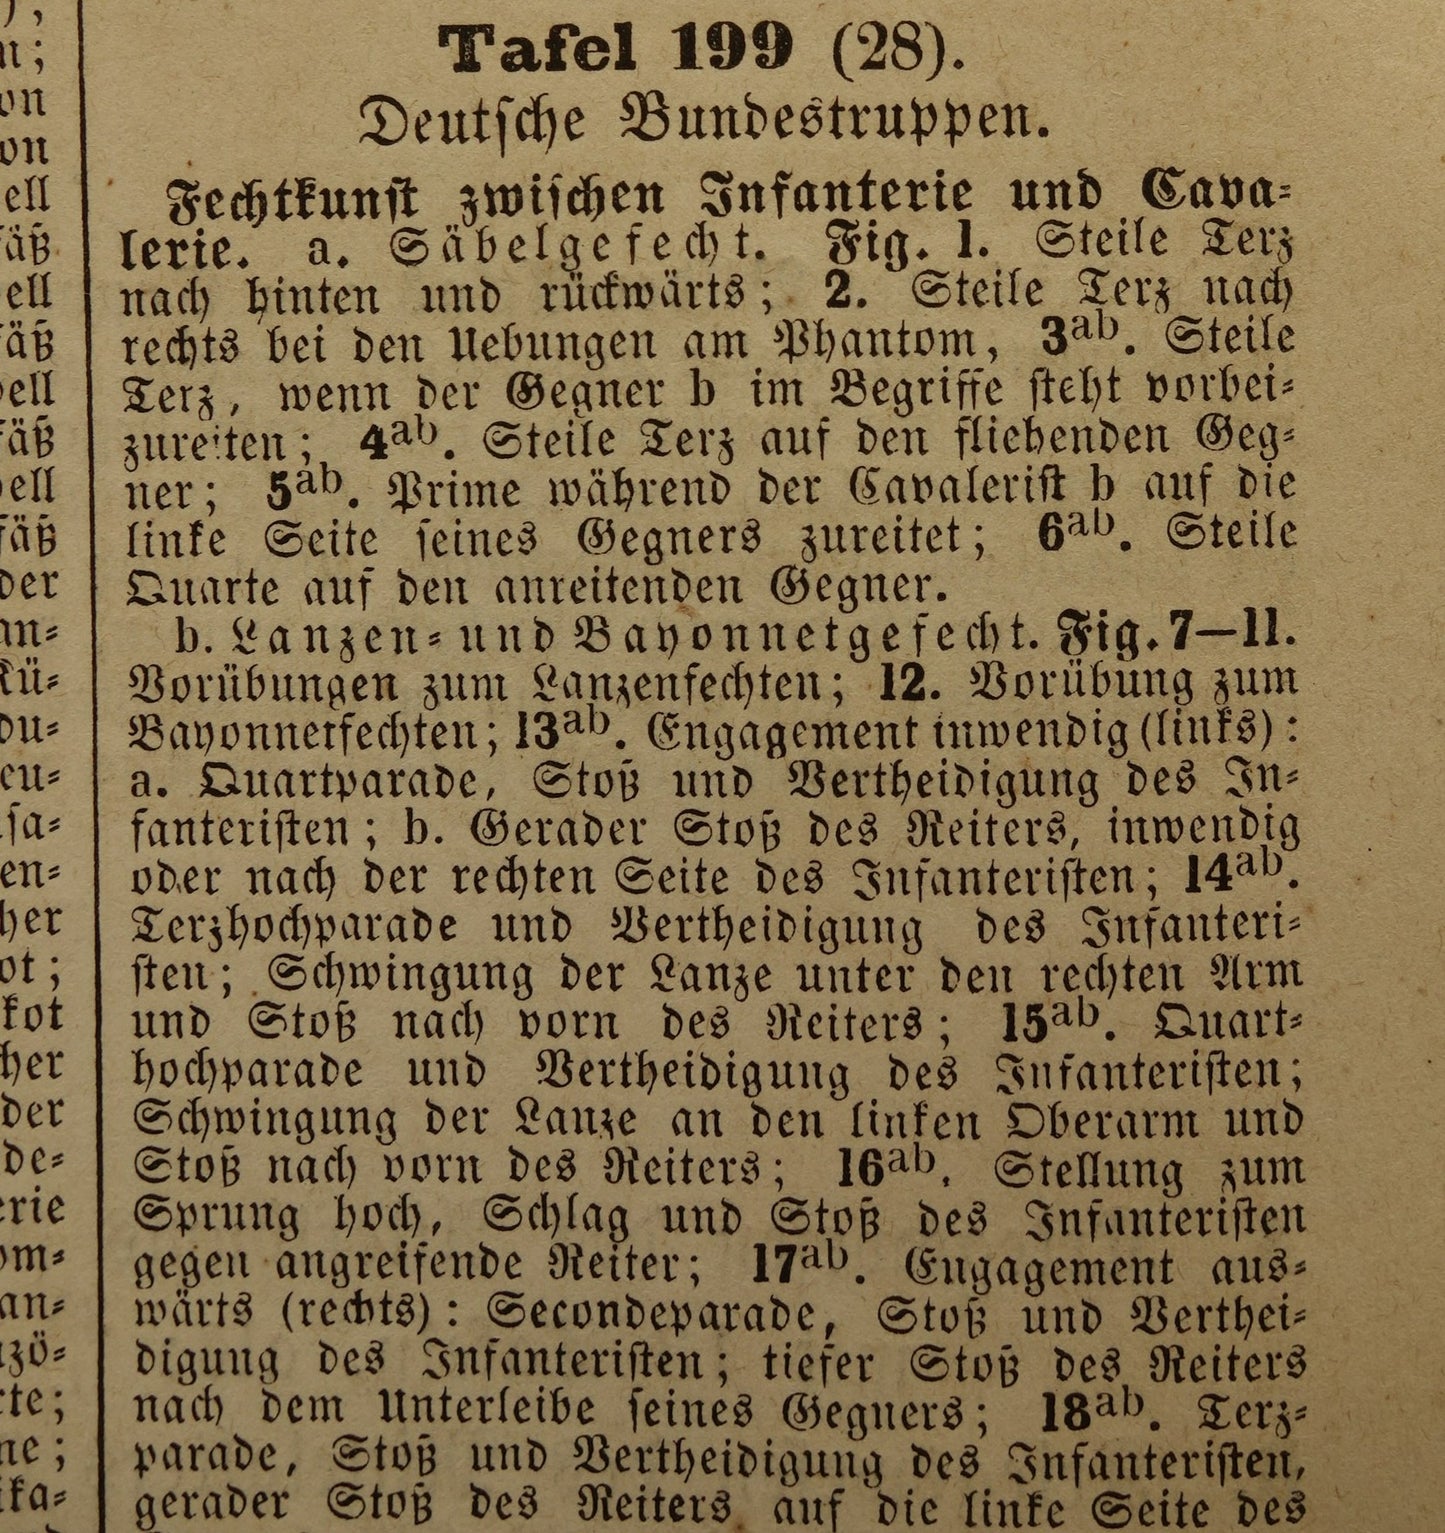 Tafel 199 (28).
Deutsche Bundestruppen.
Fechtkunst zwischen Infanterie und Cava-
lerie. a. Säbelgefecht. Fig. 1. Steile Terz
nach hinten und rückwärts; 2. Steile Terz nach
rechts bei den Uebungen am Phantom, 3ab. Steile
Terz, wenn der Gegner b im Begriffe steht vorbei-
zureiten; 4ab. Steile Terz auf den fliehenden Geg-
ner; 5ab. Prime während der Cavalerist b auf die
linke Seite seines Gegners zureitet; 6ab. Steile
Quarte auf den anreitenden Gegner.
b. Lanzen- und Bayonnetgefecht. Fig. 7—11.
Vorübungen zum Lanzenfechten; 12. Vorübung zum
Bayonnetfechten; 13ab. Engagement inwendig (links):
a. Quartparade, Stoß und Vertheidigung des In-
fanteristen; b. Gerader Stoß des Reiters, inwendig
oder nach der rechten Seite des Infanteristen; 14ab.
Terzhochparade und Vertheidigung des Infanteri-
sten; Schwingung der Lanze unter den rechten Arm
und Stoß nach vorn des Reiters; 15ab. Quart-
hochparade und Vertheidigung des Infanteristen;
Schwingung der Lanze an den linken Oberarm und
Stoß nach vorn des Reiters; 16ab. Stellung zum
Sprung hoch, Schlag und Stoß des Infanteristen
gegen angreifende Reiter; 17ab. Engagement aus-
wärts (rechts): Secondeparade, Stoß und Verthei-
digung des Infanteristen; tiefer Stoß des Reiters
nach dem Unterleibe seines Gegners; 18ab. Terz-
parade, Stoß und Vertheidigung des Infanteristen,
gerader Stoß des Reiters auf die linke Seite des